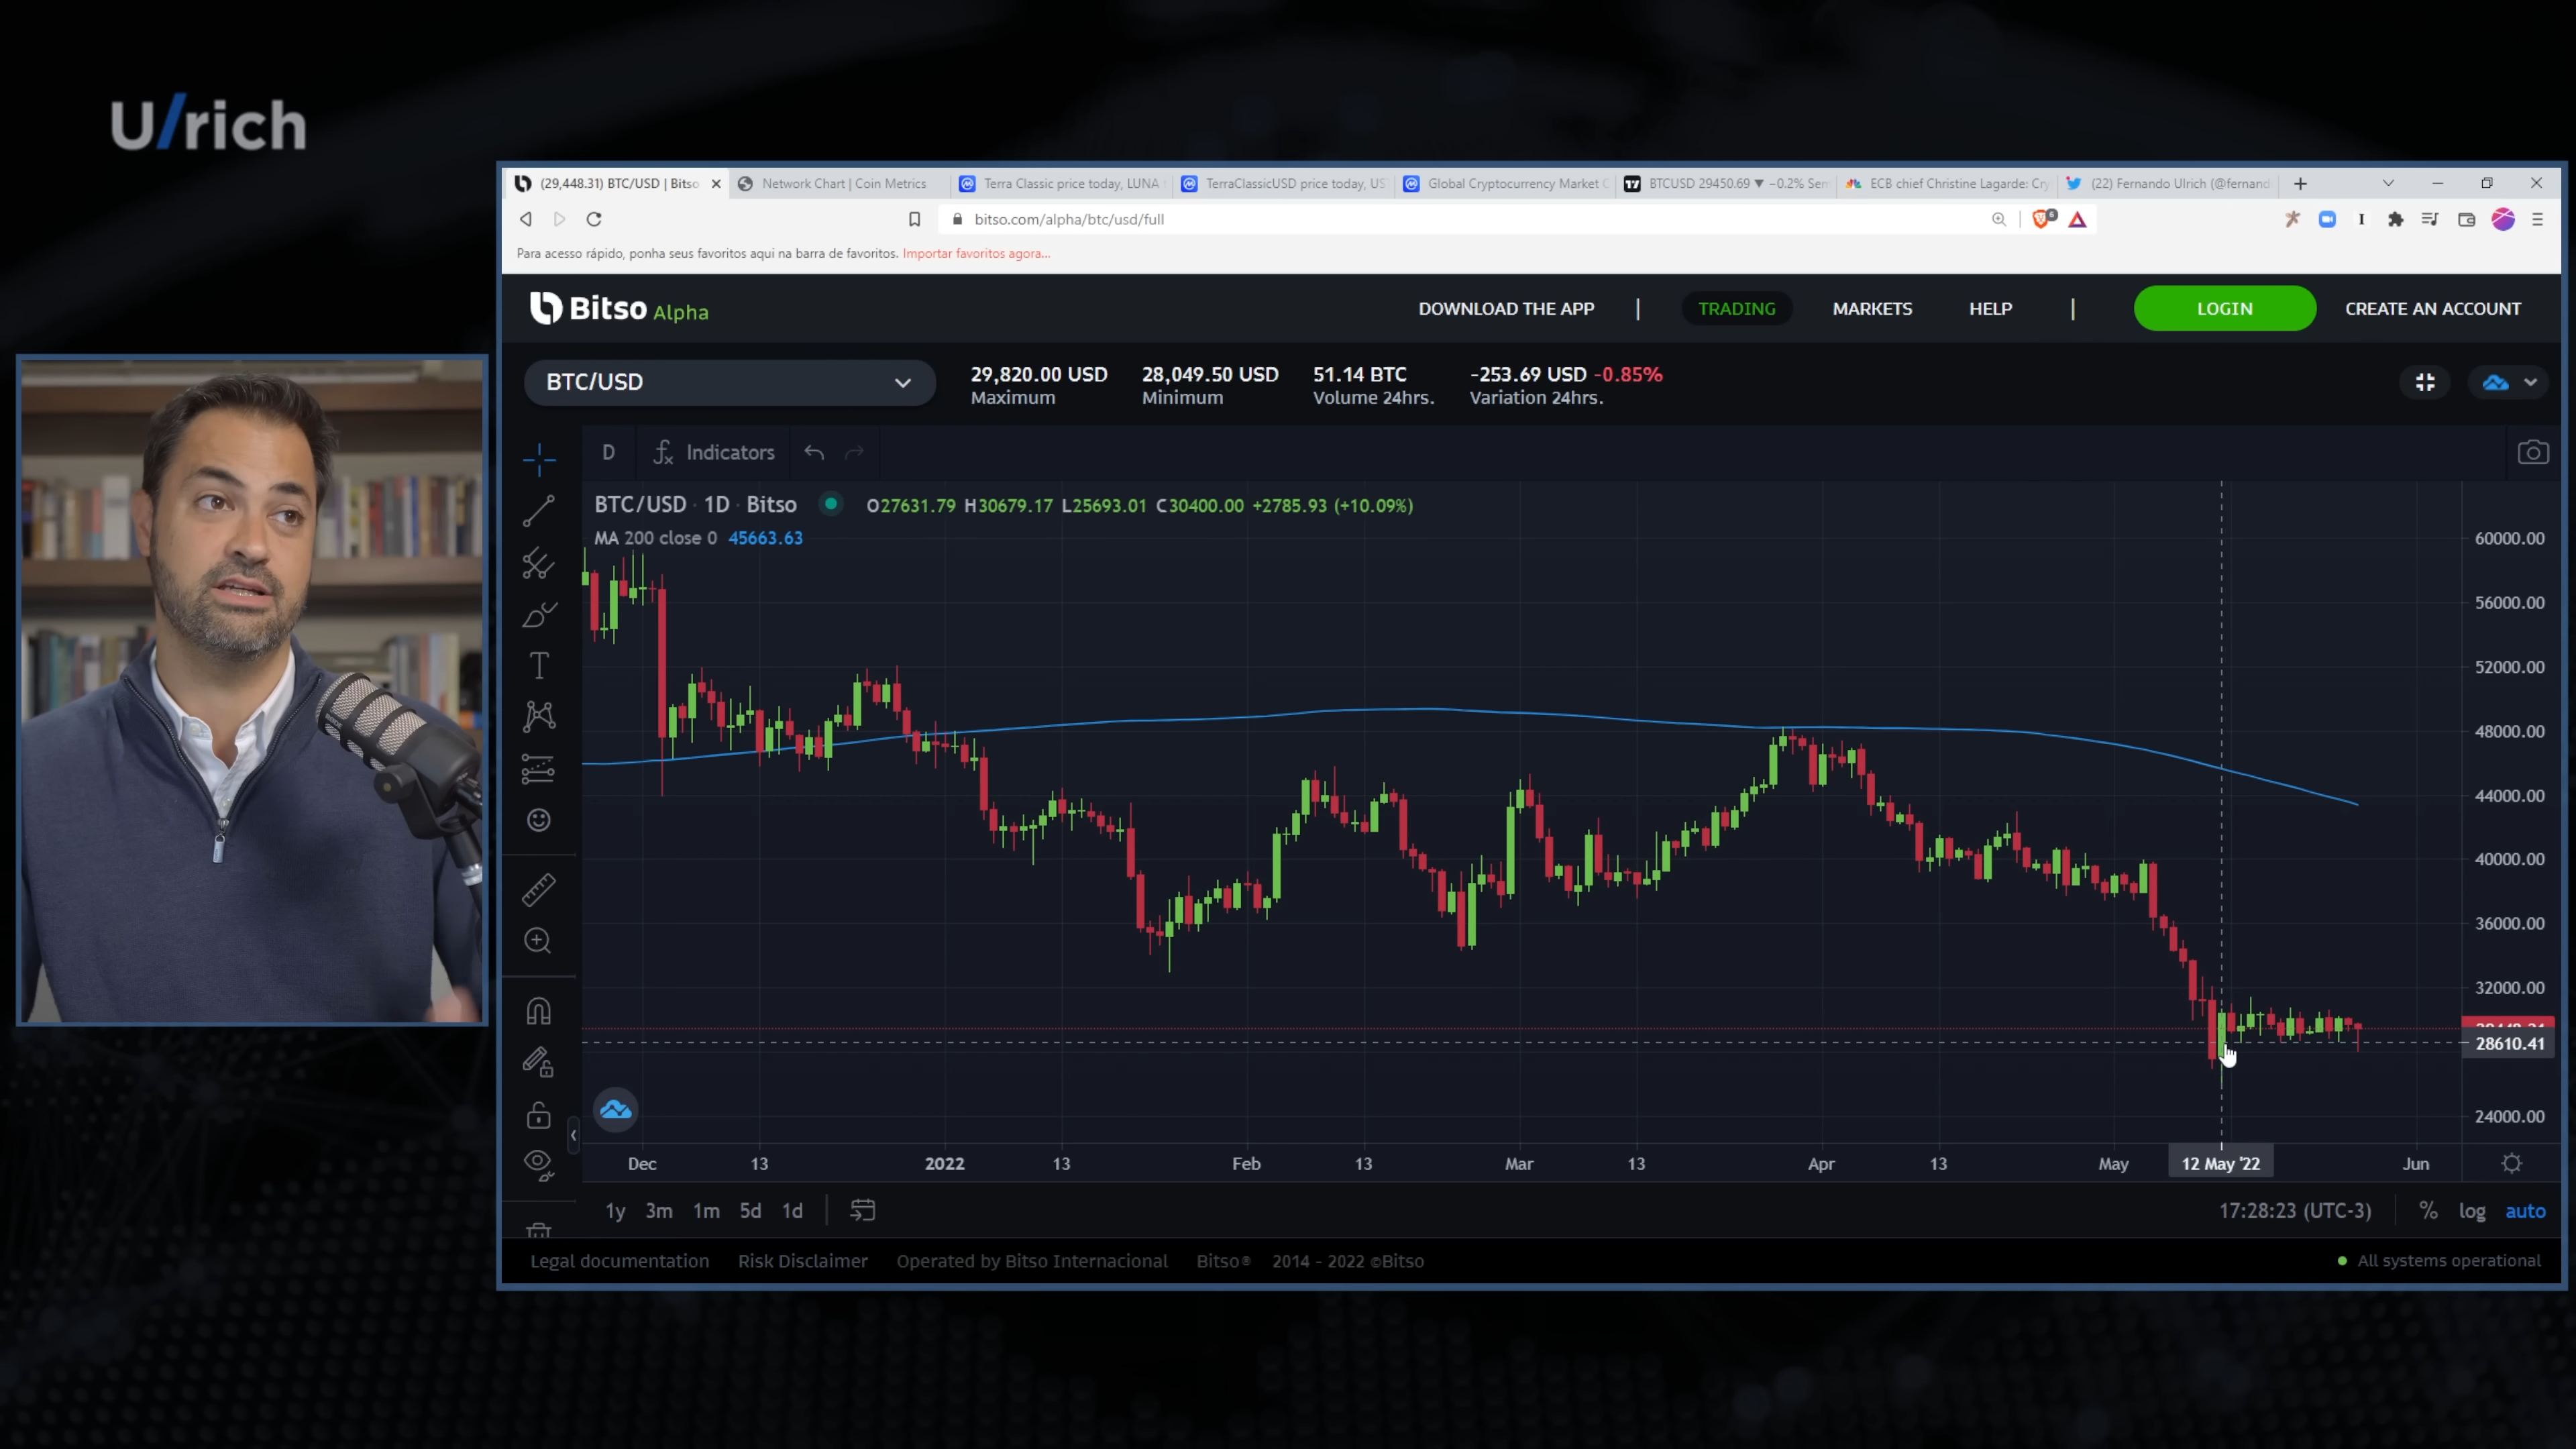 U/rich
(29,448.31) BTC/USD | Bitso
Network Chart | Coin Metrics
Terra Classic price today, LUNA
TerraClassicUSD price today, US
Global Cryptocurrency Market C
BTCUSD 29450.69 ▼ −0.2% Sem
ECB chief Christine Lagarde: Cry
(22) Fernando Ulrich (@fernand
bitso.com/alpha/btc/usd/full
6
Para acesso rápido, ponha seus favoritos aqui na barra de favoritos. Importar favoritos agora...
Bitso Alpha
DOWNLOAD THE APP | TRADING MARKETS HELP | LOGIN CREATE AN ACCOUNT
BTC/USD
29,820.00 USD 28,049.50 USD 51.14 BTC -253.69 USD -0.85%
Maximum Minimum Volume 24hrs. Variation 24hrs.
D Indicators
BTC/USD · 1D · Bitso O27631.79 H30679.17 L25693.01 C30400.00 +2785.93 (+10.09%)
MA 200 close 0 45663.63
60000.00
56000.00
52000.00
48000.00
44000.00
40000.00
36000.00
32000.00
28610.41
24000.00
Dec 13 2022 13 Feb 13 Mar 13 Apr 13 May 12 May '22 Jun
1y 3m 1m 5d 1d 17:28:23 (UTC-3) % log auto
Legal documentation Risk Disclaimer Operated by Bitso Internacional Bitso® 2014 - 2022 ©Bitso All systems operational